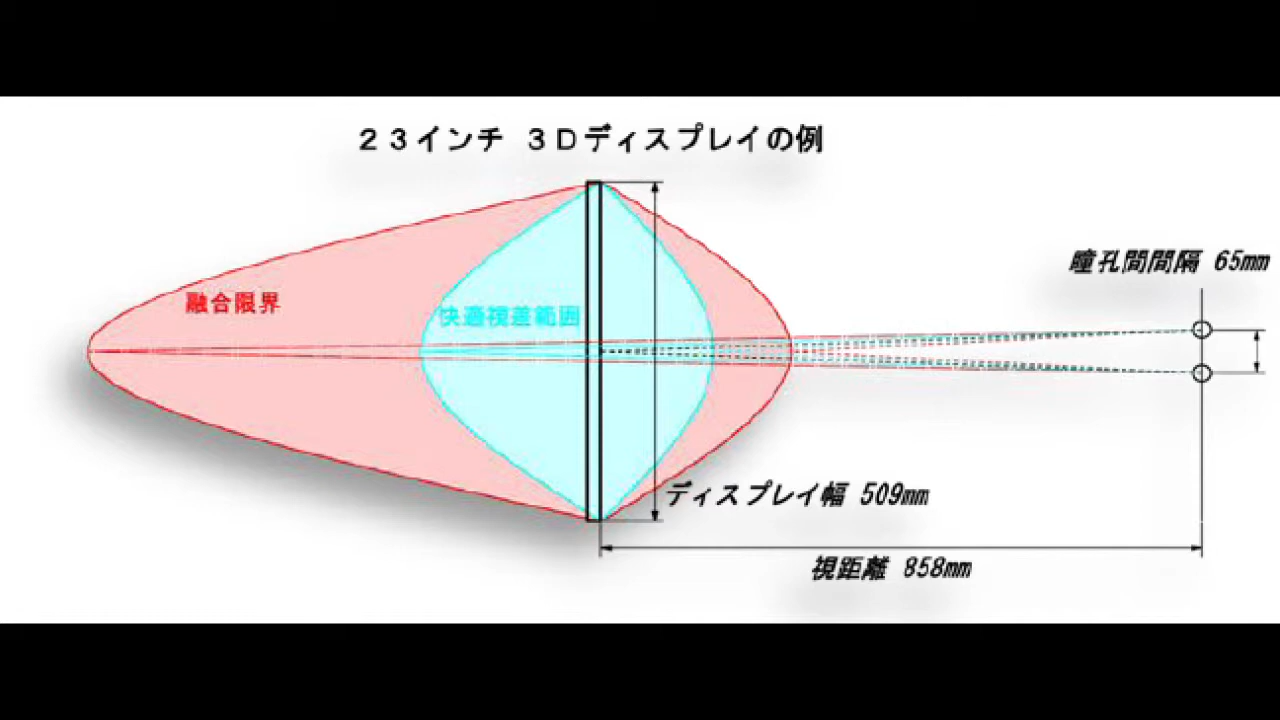 ２３インチ ３Ｄディスプレイの例
瞳孔間間隔 65mm
融合限界
快適視差範囲
ディスプレイ幅 509mm
視距離 858mm